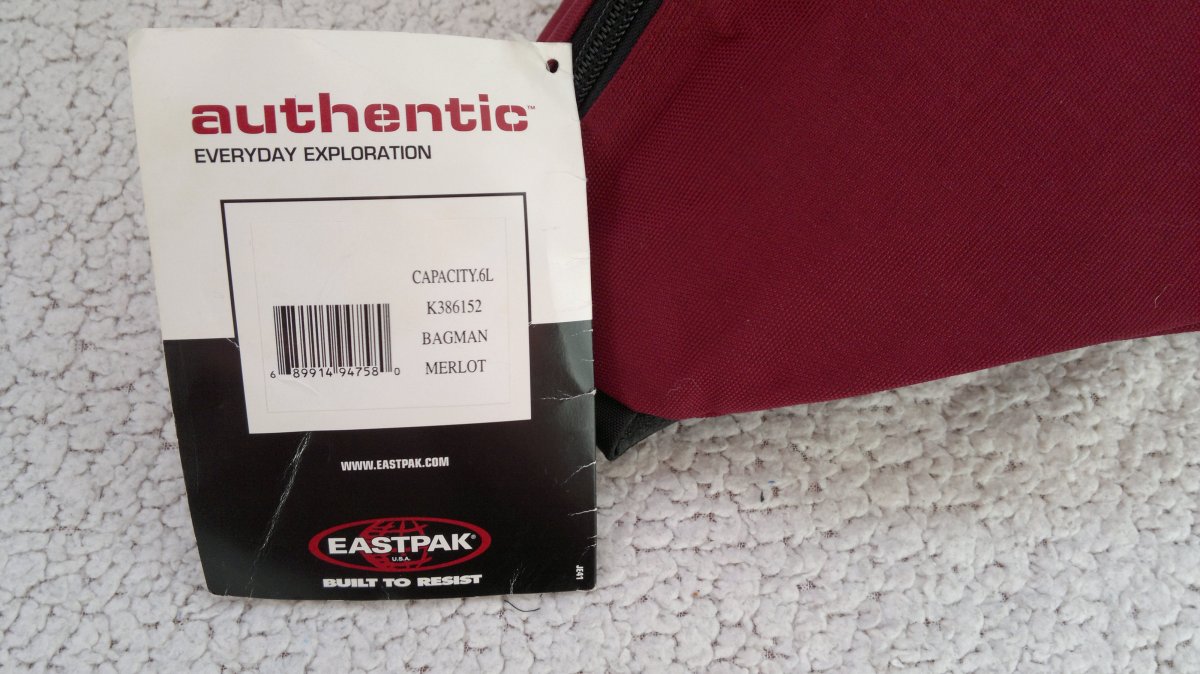 authentic™
EVERYDAY EXPLORATION
CAPACITY.6L
K386152
BAGMAN
MERLOT
6 89914 94758 0
WWW.EASTPAK.COM
EASTPAK®
U.S.A.
BUILT TO RESIST
JE41